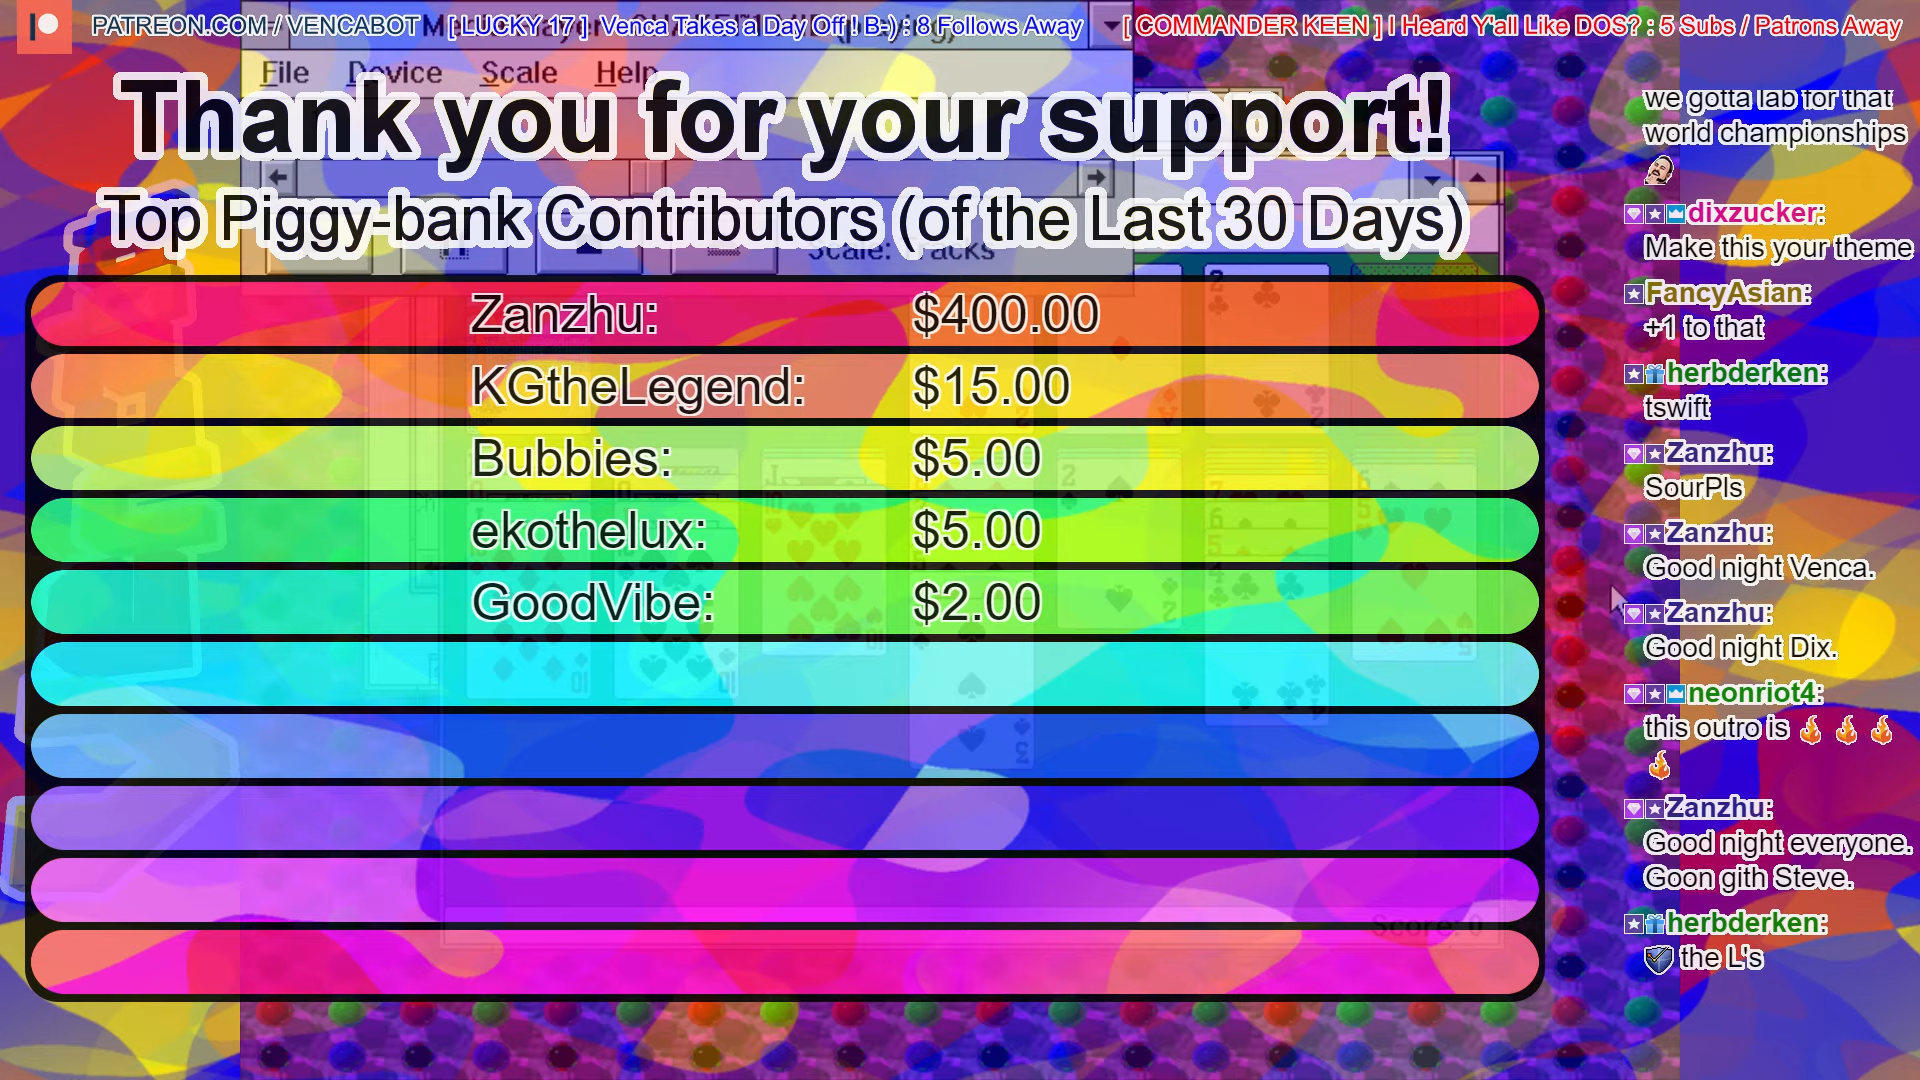 PATREON.COM / VENCABOT [ LUCKY 17 ] Venca Takes a Day Off ! B-) : 8 Follows Away [ COMMANDER KEEN ] I Heard Y'all Like DOS? : 5 Subs / Patrons Away
File Device Scale Help
Thank you for your support!
Top Piggy-bank Contributors (of the Last 30 Days)
Scale: Tracks
Zanzhu: $400.00
KGtheLegend: $15.00
Bubbies: $5.00
ekothelux: $5.00
GoodVibe: $2.00
Score: 0
we gotta lab for that
world championships
dixzucker:
Make this your theme
FancyAsian:
+1 to that
herbderken:
tswift
Zanzhu:
SourPls
Zanzhu:
Good night Venca.
Zanzhu:
Good night Dix.
neonriot4:
this outro is
Zanzhu:
Good night everyone.
Goon gith Steve.
herbderken:
the L's